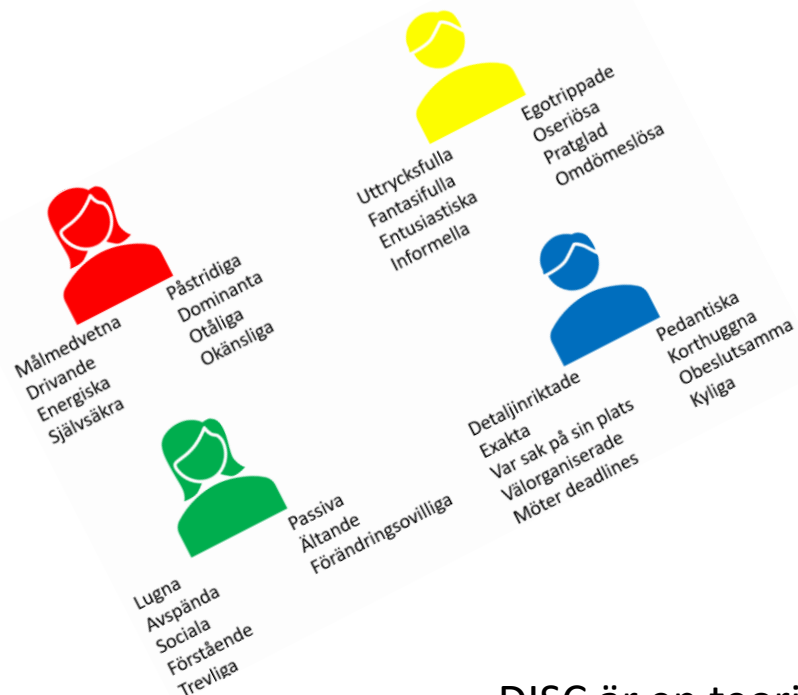 Målmedvetna
Drivande
Energiska
Självsäkra
Påstridiga
Dominanta
Otåliga
Okänsliga
Uttrycksfulla
Fantasifulla
Entusiastiska
Informella
Egotrippade
Oseriösa
Pratglad
Omdömeslösa
Lugna
Avspända
Sociala
Förstående
Trevliga
Passiva
Ältande
Förändringsovilliga
Detaljinriktade
Exakta
Var sak på sin plats
Välorganiserade
Möter deadlines
Pedantiska
Korthuggna
Obeslutsamma
Kyliga
DISC är en teori